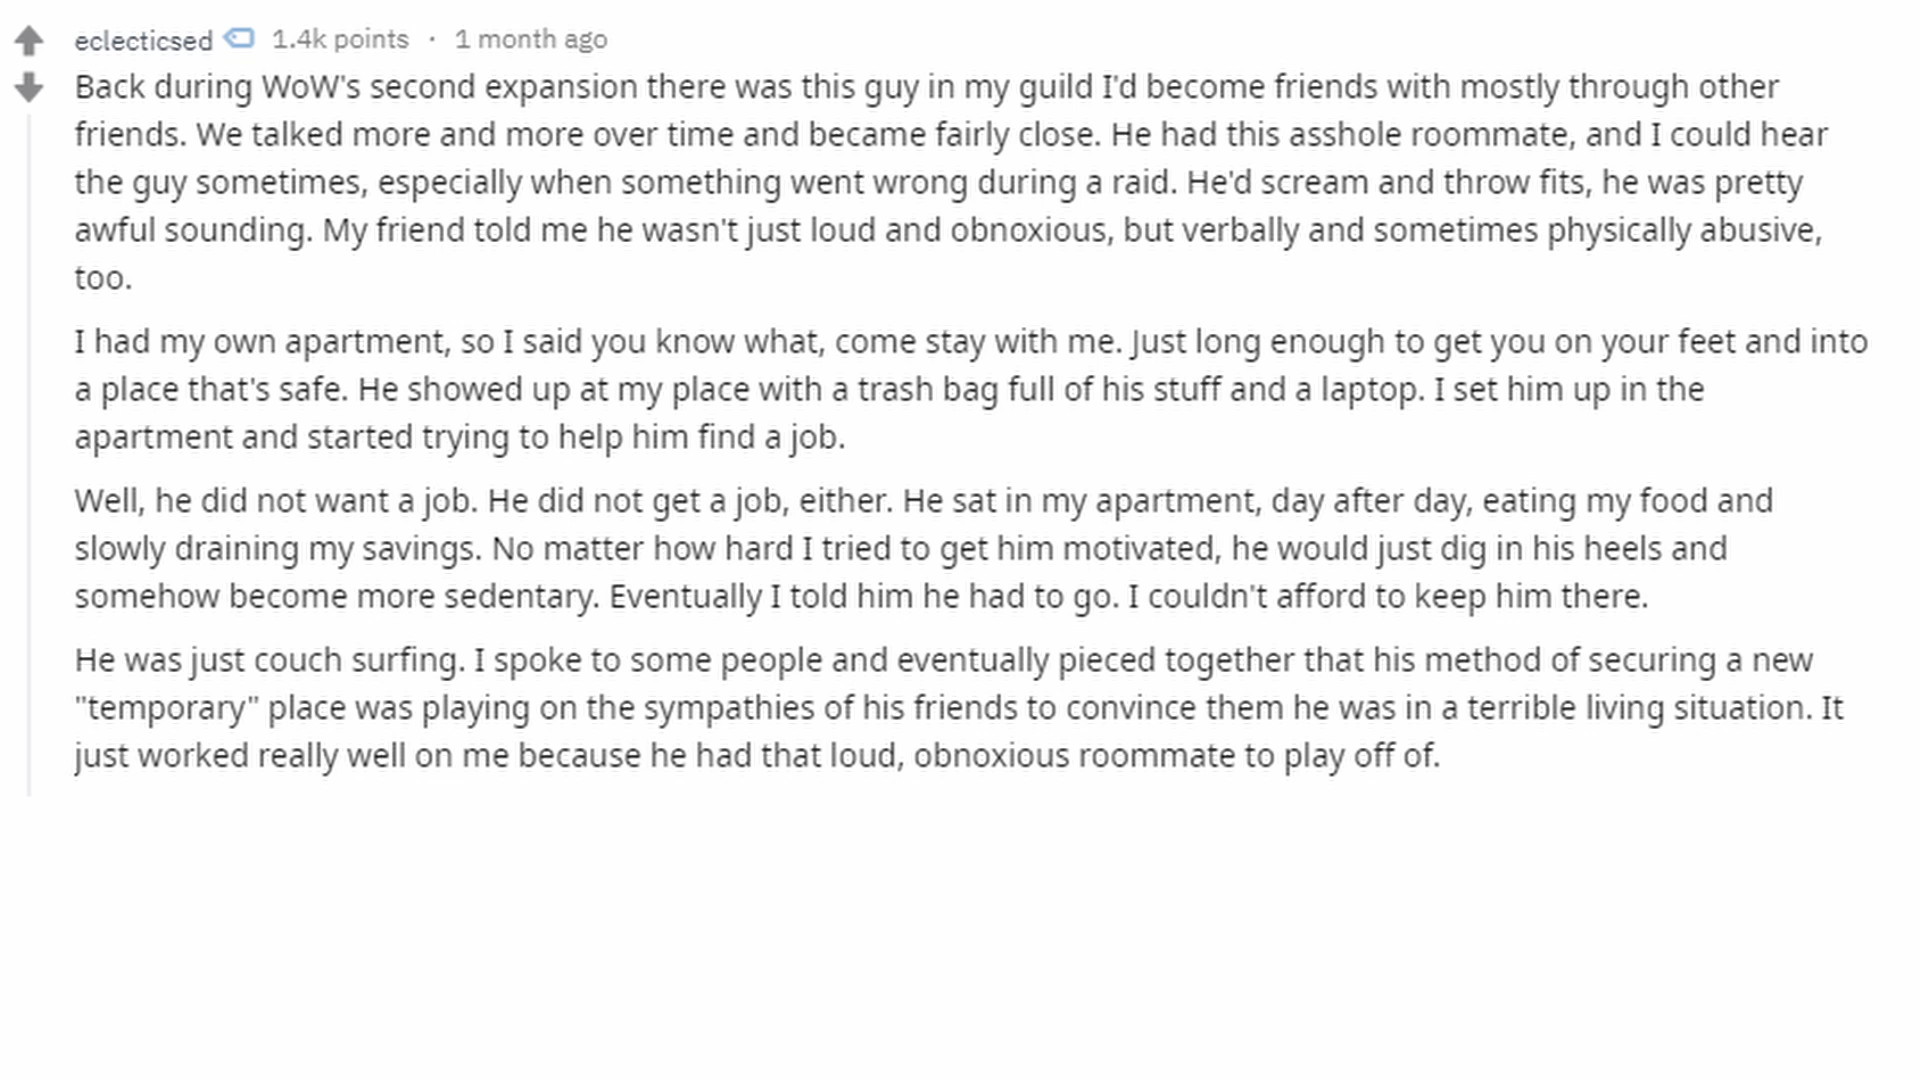 eclecticsed 1.4k points · 1 month ago
Back during WoW's second expansion there was this guy in my guild I'd become friends with mostly through other
friends. We talked more and more over time and became fairly close. He had this asshole roommate, and I could hear
the guy sometimes, especially when something went wrong during a raid. He'd scream and throw fits, he was pretty
awful sounding. My friend told me he wasn't just loud and obnoxious, but verbally and sometimes physically abusive,
too.
I had my own apartment, so I said you know what, come stay with me. Just long enough to get you on your feet and into
a place that's safe. He showed up at my place with a trash bag full of his stuff and a laptop. I set him up in the
apartment and started trying to help him find a job.
Well, he did not want a job. He did not get a job, either. He sat in my apartment, day after day, eating my food and
slowly draining my savings. No matter how hard I tried to get him motivated, he would just dig in his heels and
somehow become more sedentary. Eventually I told him he had to go. I couldn't afford to keep him there.
He was just couch surfing. I spoke to some people and eventually pieced together that his method of securing a new
"temporary" place was playing on the sympathies of his friends to convince them he was in a terrible living situation. It
just worked really well on me because he had that loud, obnoxious roommate to play off of.